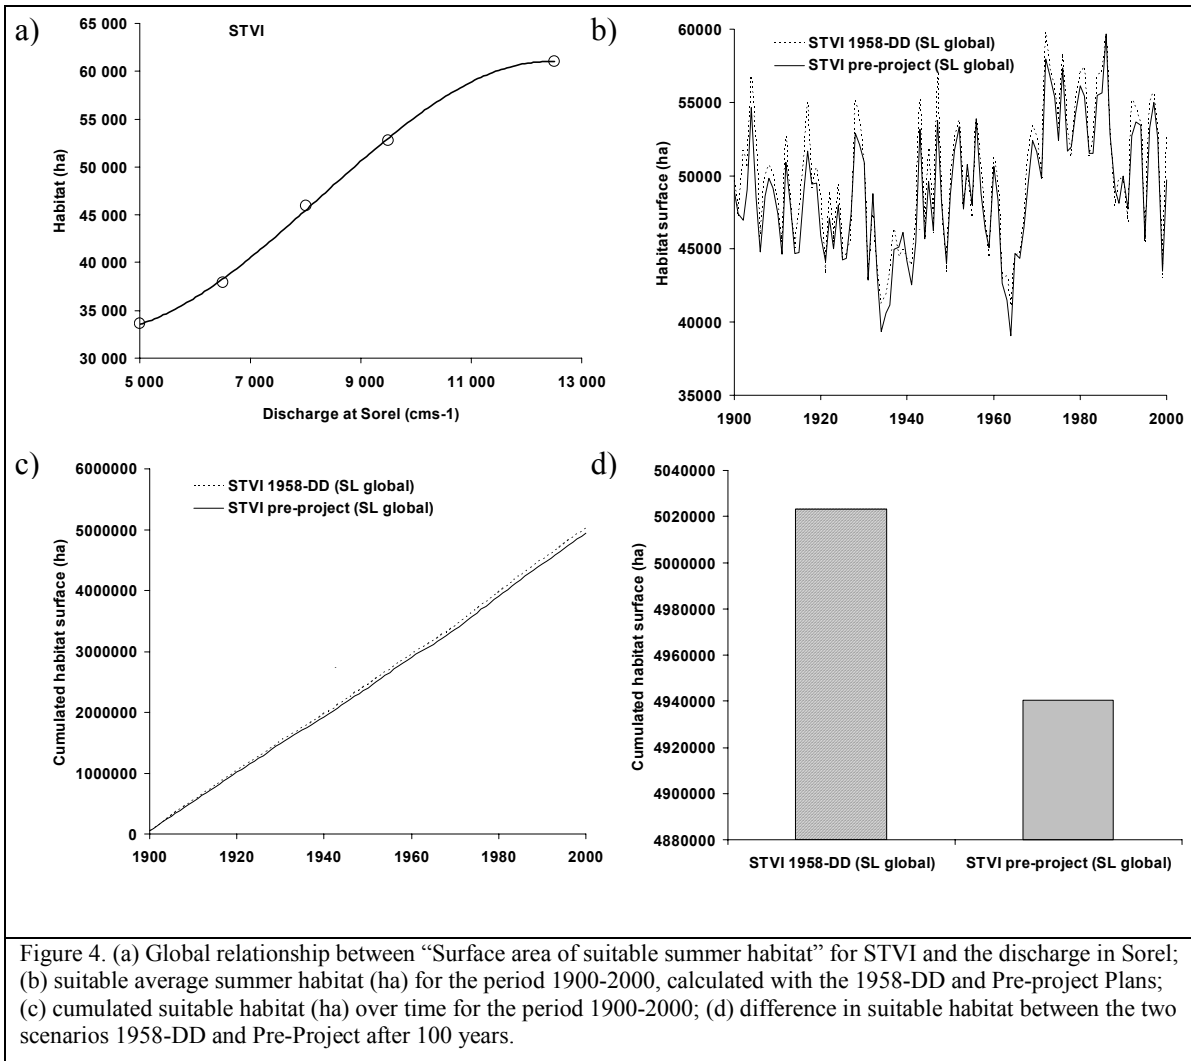 a)
STVI
65 000
60 000
55 000
50 000
45 000
40 000
35 000
30 000
Habitat (ha)
5 000 7 000 9 000 11 000 13 000
Discharge at Sorel (cms-1)
b)
STVI 1958-DD (SL global)
STVI pre-project (SL global)
60000
55000
50000
45000
40000
35000
Habitat surface (ha)
1900 1920 1940 1960 1980 2000
c)
STVI 1958-DD (SL global)
STVI pre-project (SL global)
6000000
5000000
4000000
3000000
2000000
1000000
0
Cumulated habitat surface (ha)
1900 1920 1940 1960 1980 2000
d)
5040000
5020000
5000000
4980000
4960000
4940000
4920000
4900000
4880000
Cumulated habitat surface (ha)
STVI 1958-DD (SL global) STVI pre-project (SL global)
Figure 4. (a) Global relationship between “Surface area of suitable summer habitat” for STVI and the discharge in Sorel;
(b) suitable average summer habitat (ha) for the period 1900-2000, calculated with the 1958-DD and Pre-project Plans;
(c) cumulated suitable habitat (ha) over time for the period 1900-2000; (d) difference in suitable habitat between the two
scenarios 1958-DD and Pre-Project after 100 years.